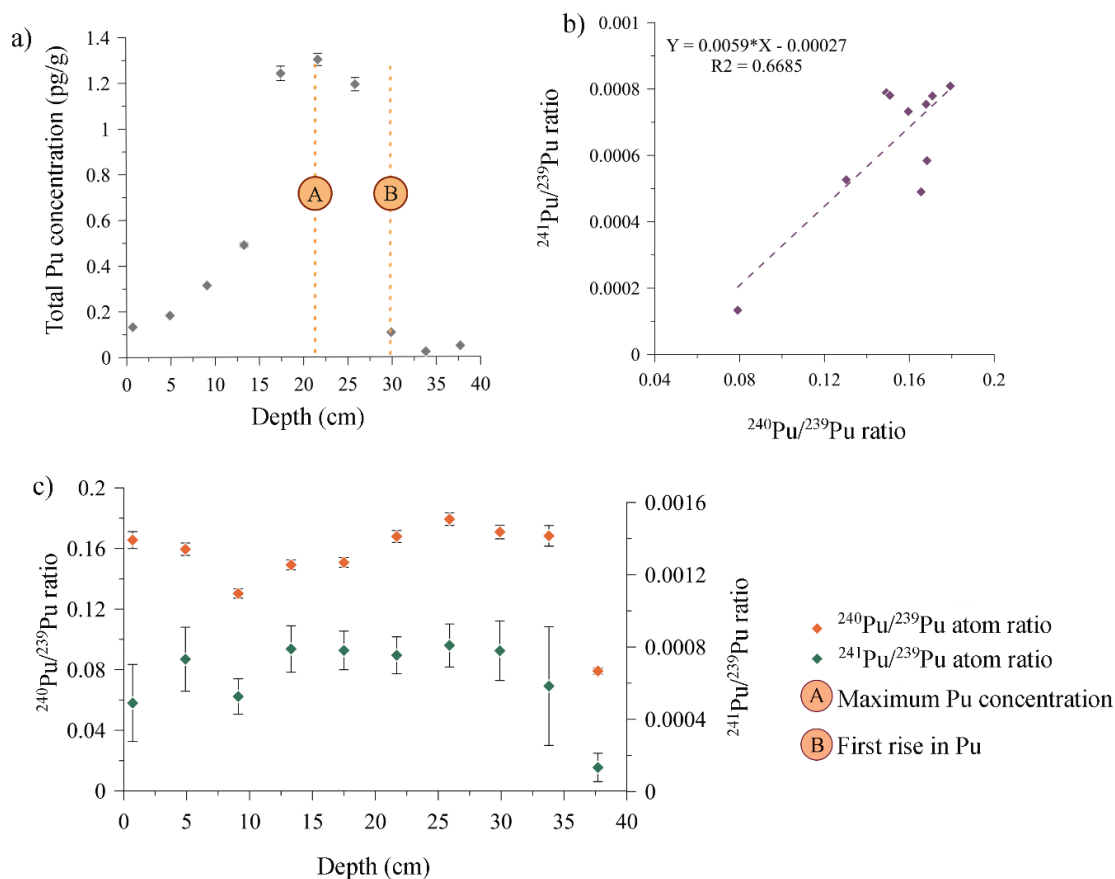 a)
Total Pu concentration (pg/g)
1.4
1.2
1.0
0.8
0.6
0.4
0.2
0
A
B
0 5 10 15 20 25 30 35 40
Depth (cm)
b)
Y = 0.0059*X - 0.00027
R2 = 0.6685
²⁴¹Pu/²³⁹Pu ratio
0.001
0.0008
0.0006
0.0004
0.0002
0
0.04 0.08 0.12 0.16 0.2
²⁴⁰Pu/²³⁹Pu ratio
c)
²⁴⁰Pu/²³⁹Pu ratio
0.2
0.16
0.12
0.08
0.04
0
0 5 10 15 20 25 30 35 40
Depth (cm)
0.0016
0.0012
0.0008
0.0004
0
²⁴¹Pu/²³⁹Pu ratio
²⁴⁰Pu/²³⁹Pu atom ratio
²⁴¹Pu/²³⁹Pu atom ratio
A Maximum Pu concentration
B First rise in Pu